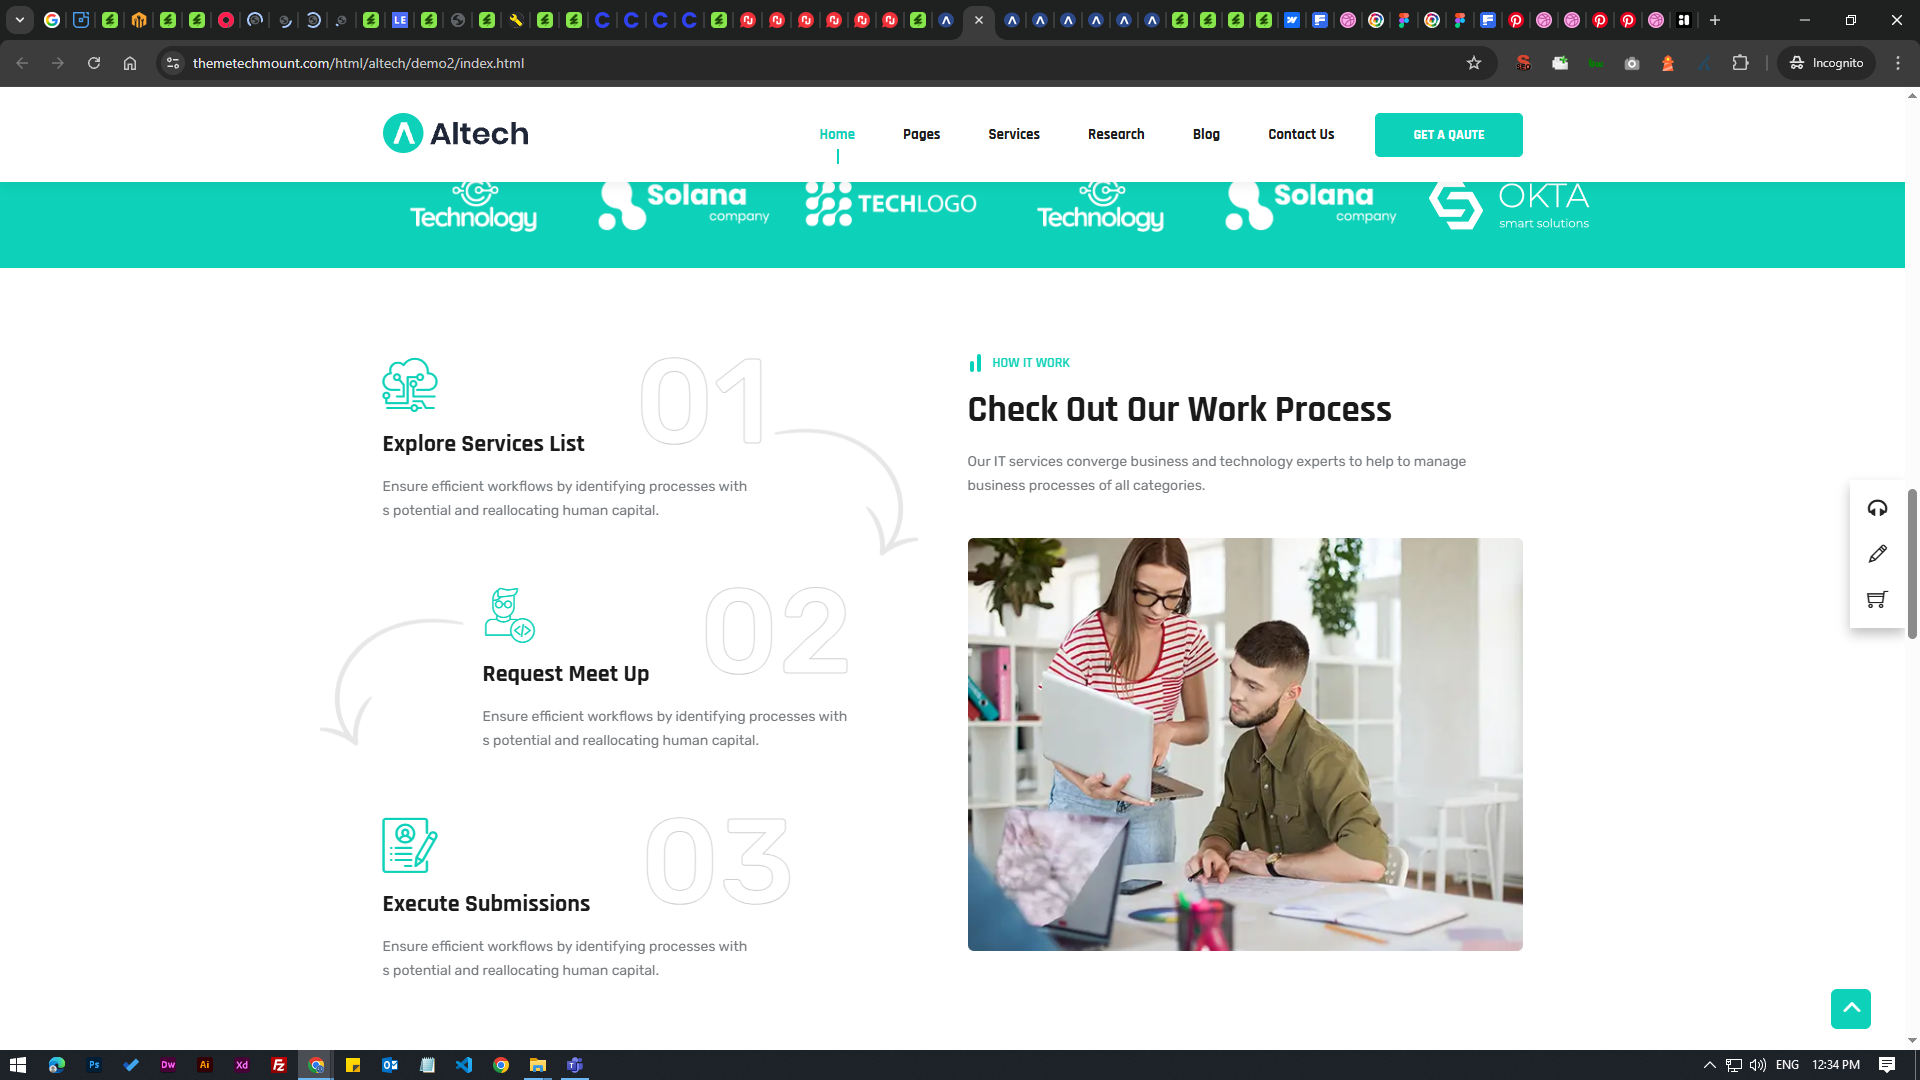 themetechmount.com/html/altech/demo2/index.html
Incognito
Altech
Home
Pages
Services
Research
Blog
Contact Us
GET A QAUTE
Technology
Solana
company
TECHLOGO
Technology
Solana
company
OKTA
smart solutions
01
Explore Services List
Ensure efficient workflows by identifying processes with
s potential and reallocating human capital.
02
Request Meet Up
Ensure efficient workflows by identifying processes with
s potential and reallocating human capital.
03
Execute Submissions
Ensure efficient workflows by identifying processes with
s potential and reallocating human capital.
HOW IT WORK
Check Out Our Work Process
Our IT services converge business and technology experts to help to manage
business processes of all categories.
ENG
12:34 PM